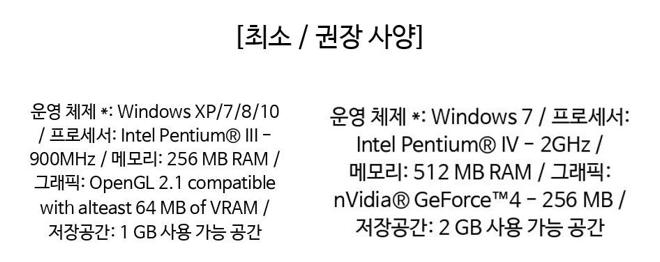 [최소 / 권장 사양]
운영 체제 *: Windows XP/7/8/10
/ 프로세서: Intel Pentium® III –
900MHz / 메모리: 256 MB RAM /
그래픽: OpenGL 2.1 compatible
with alteast 64 MB of VRAM /
저장공간: 1 GB 사용 가능 공간
운영 체제 *: Windows 7 / 프로세서:
Intel Pentium® IV – 2GHz /
메모리: 512 MB RAM / 그래픽:
nVidia® GeForce™4 – 256 MB /
저장공간: 2 GB 사용 가능 공간